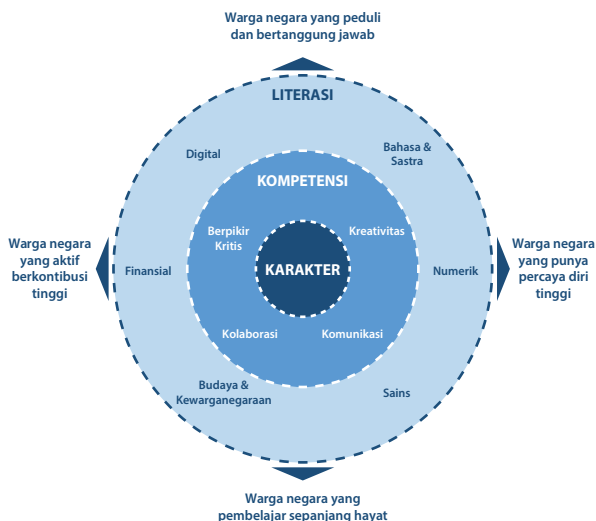 Warga negara yang peduli
dan bertanggung jawab
LITERASI
Digital
Bahasa &
Sastra
KOMPETENSI
Berpikir
Kritis
Kreativitas
Warga negara
yang aktif
berkontibusi
tinggi
Finansial
KARAKTER
Numerik
Warga negara
yang punya
percaya diri
tinggi
Kolaborasi
Komunikasi
Budaya &
Kewarganegaraan
Sains
Warga negara yang
pembelajar sepanjang hayat